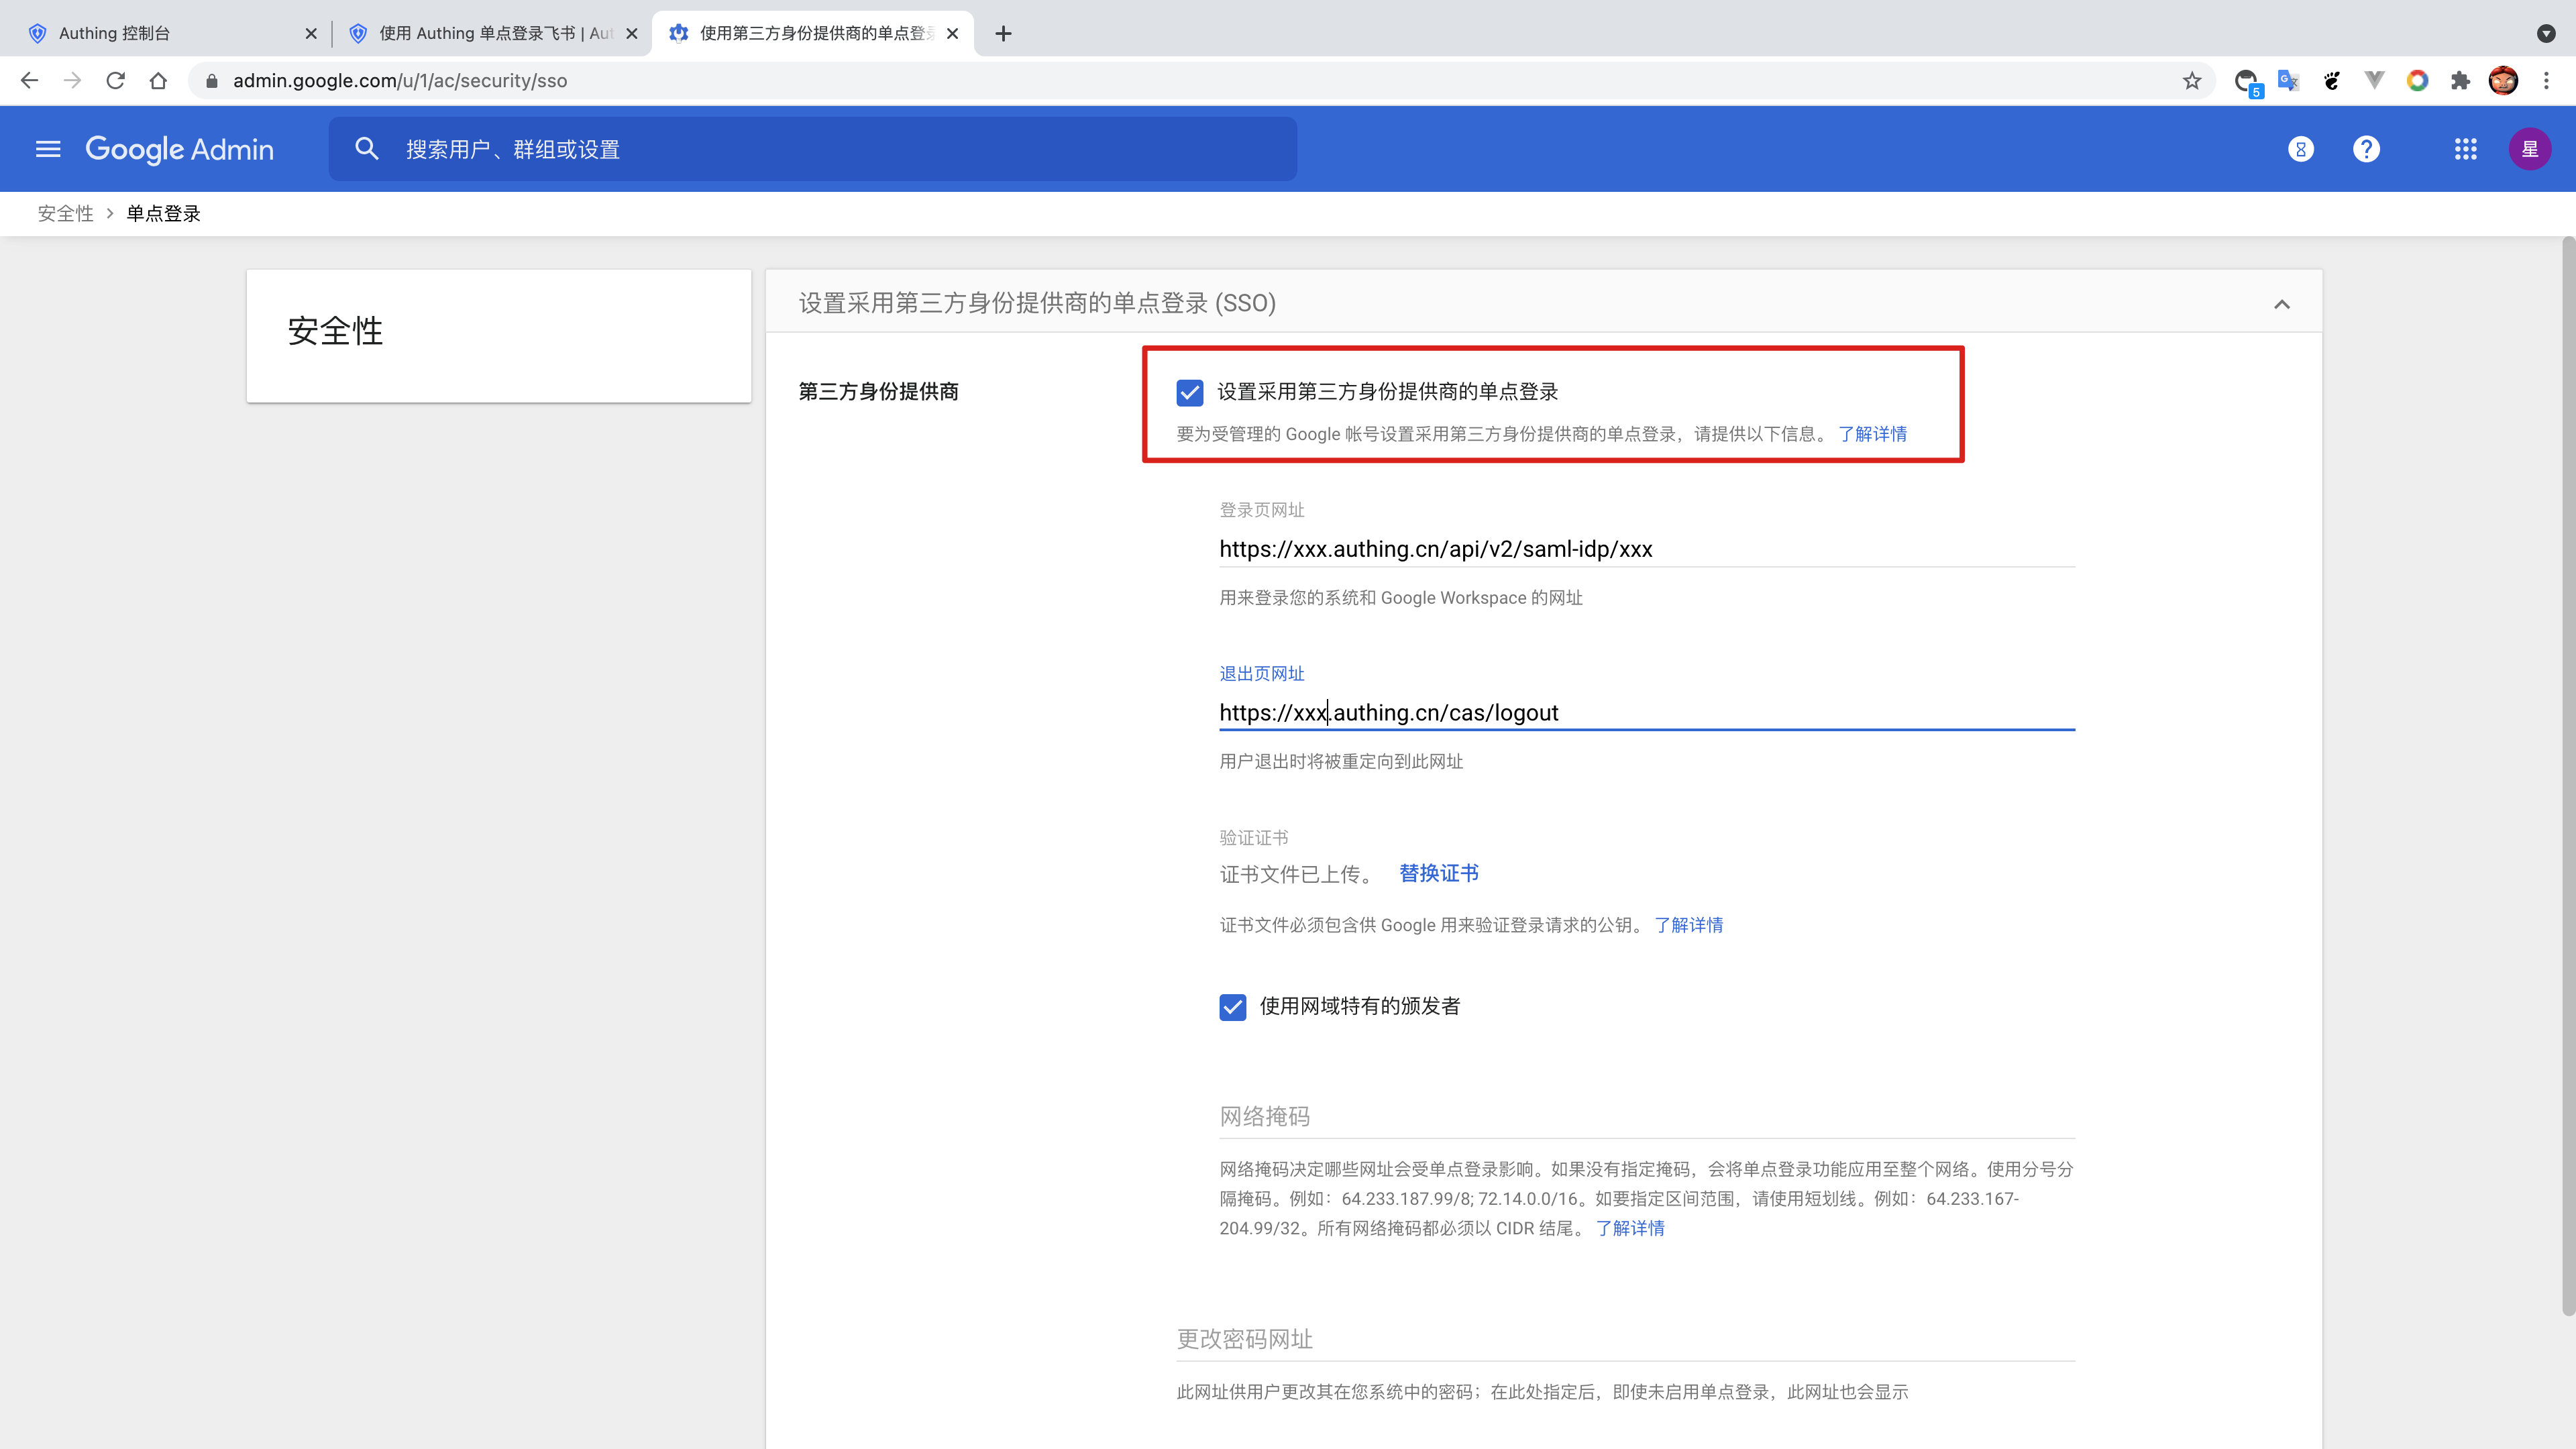 Authing 控制台
使用 Authing 单点登录飞书 | Aut
使用第三方身份提供商的单点登录
admin.google.com/u/1/ac/security/sso
5
Google Admin
搜索用户、群组或设置
星
安全性 > 单点登录
安全性
设置采用第三方身份提供商的单点登录 (SSO)
第三方身份提供商
设置采用第三方身份提供商的单点登录
要为受管理的 Google 帐号设置采用第三方身份提供商的单点登录，请提供以下信息。 了解详情
登录页网址
https://xxx.authing.cn/api/v2/saml-idp/xxx
用来登录您的系统和 Google Workspace 的网址
退出页网址
https://xxx.authing.cn/cas/logout
用户退出时将被重定向到此网址
验证证书
证书文件已上传。 替换证书
证书文件必须包含供 Google 用来验证登录请求的公钥。 了解详情
使用网域特有的颁发者
网络掩码
网络掩码决定哪些网址会受单点登录影响。如果没有指定掩码，会将单点登录功能应用至整个网络。使用分号分
隔掩码。例如：64.233.187.99/8; 72.14.0.0/16。如要指定区间范围，请使用短划线。例如：64.233.167-
204.99/32。所有网络掩码都必须以 CIDR 结尾。 了解详情
更改密码网址
此网址供用户更改其在您系统中的密码；在此处指定后，即使未启用单点登录，此网址也会显示